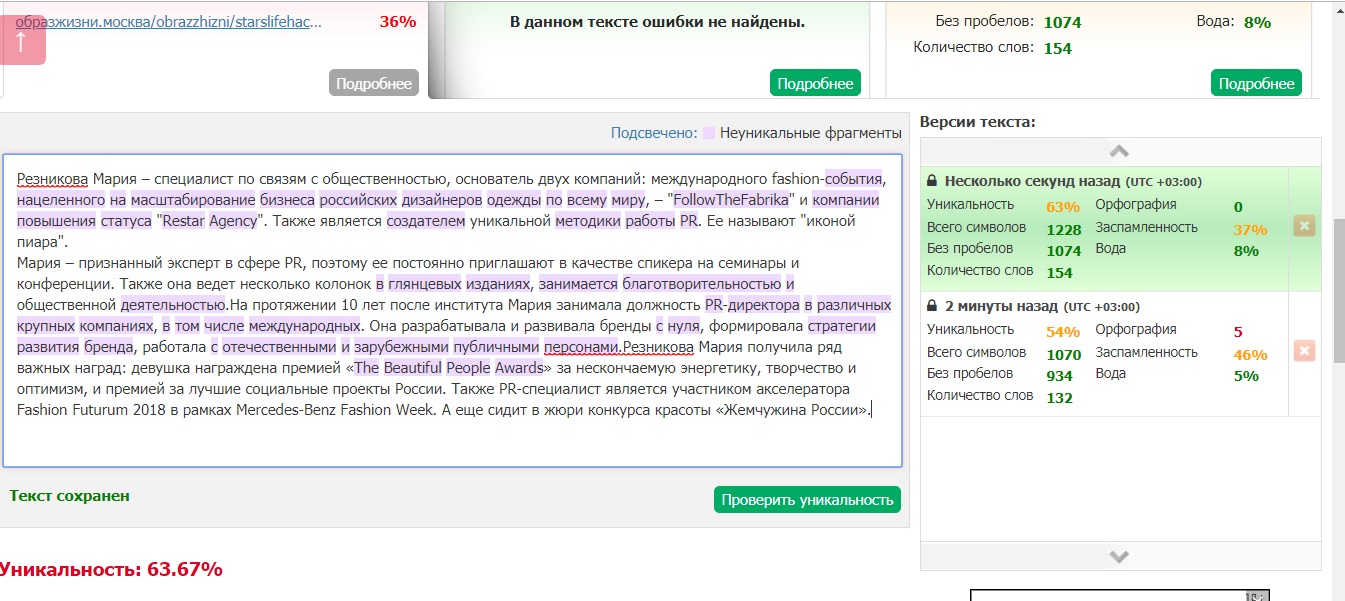 образжизни.москва/obrazzhizni/starslifehac...
36%
Подробнее
В данном тексте ошибки не найдены.
Подробнее
Без пробелов: 1074
Вода: 8%
Количество слов: 154
Подробнее
Подсвечено: Неуникальные фрагменты
Резникова Мария – специалист по связям с общественностью, основатель двух компаний: международного fashion-события,
нацеленного на масштабирование бизнеса российских дизайнеров одежды по всему миру, – "FollowTheFabrika" и компании
повышения статуса "Restar Agency". Также является создателем уникальной методики работы PR. Ее называют "иконой
пиара".
Мария – признанный эксперт в сфере PR, поэтому ее постоянно приглашают в качестве спикера на семинары и
конференции. Также она ведет несколько колонок в глянцевых изданиях, занимается благотворительностью и
общественной деятельностью.На протяжении 10 лет после института Мария занимала должность PR-директора в различных
крупных компаниях, в том числе международных. Она разрабатывала и развивала бренды с нуля, формировала стратегии
развития бренда, работала с отечественными и зарубежными публичными персонами.Резникова Мария получила ряд
важных наград: девушка награждена премией «The Beautiful People Awards» за нескончаемую энергетику, творчество и
оптимизм, и премией за лучшие социальные проекты России. Также PR-специалист является участником акселератора
Fashion Futurum 2018 в рамках Mercedes-Benz Fashion Week. А еще сидит в жюри конкурса красоты «Жемчужина России».
Текст сохранен
Проверить уникальность
Уникальность: 63.67%
Версии текста:
Несколько секунд назад (UTC +03:00)
Уникальность 63% Орфография 0
Всего символов 1228 Заспамленность 37%
Без пробелов 1074 Вода 8%
Количество слов 154
2 минуты назад (UTC +03:00)
Уникальность 54% Орфография 5
Всего символов 1070 Заспамленность 46%
Без пробелов 934 Вода 5%
Количество слов 132